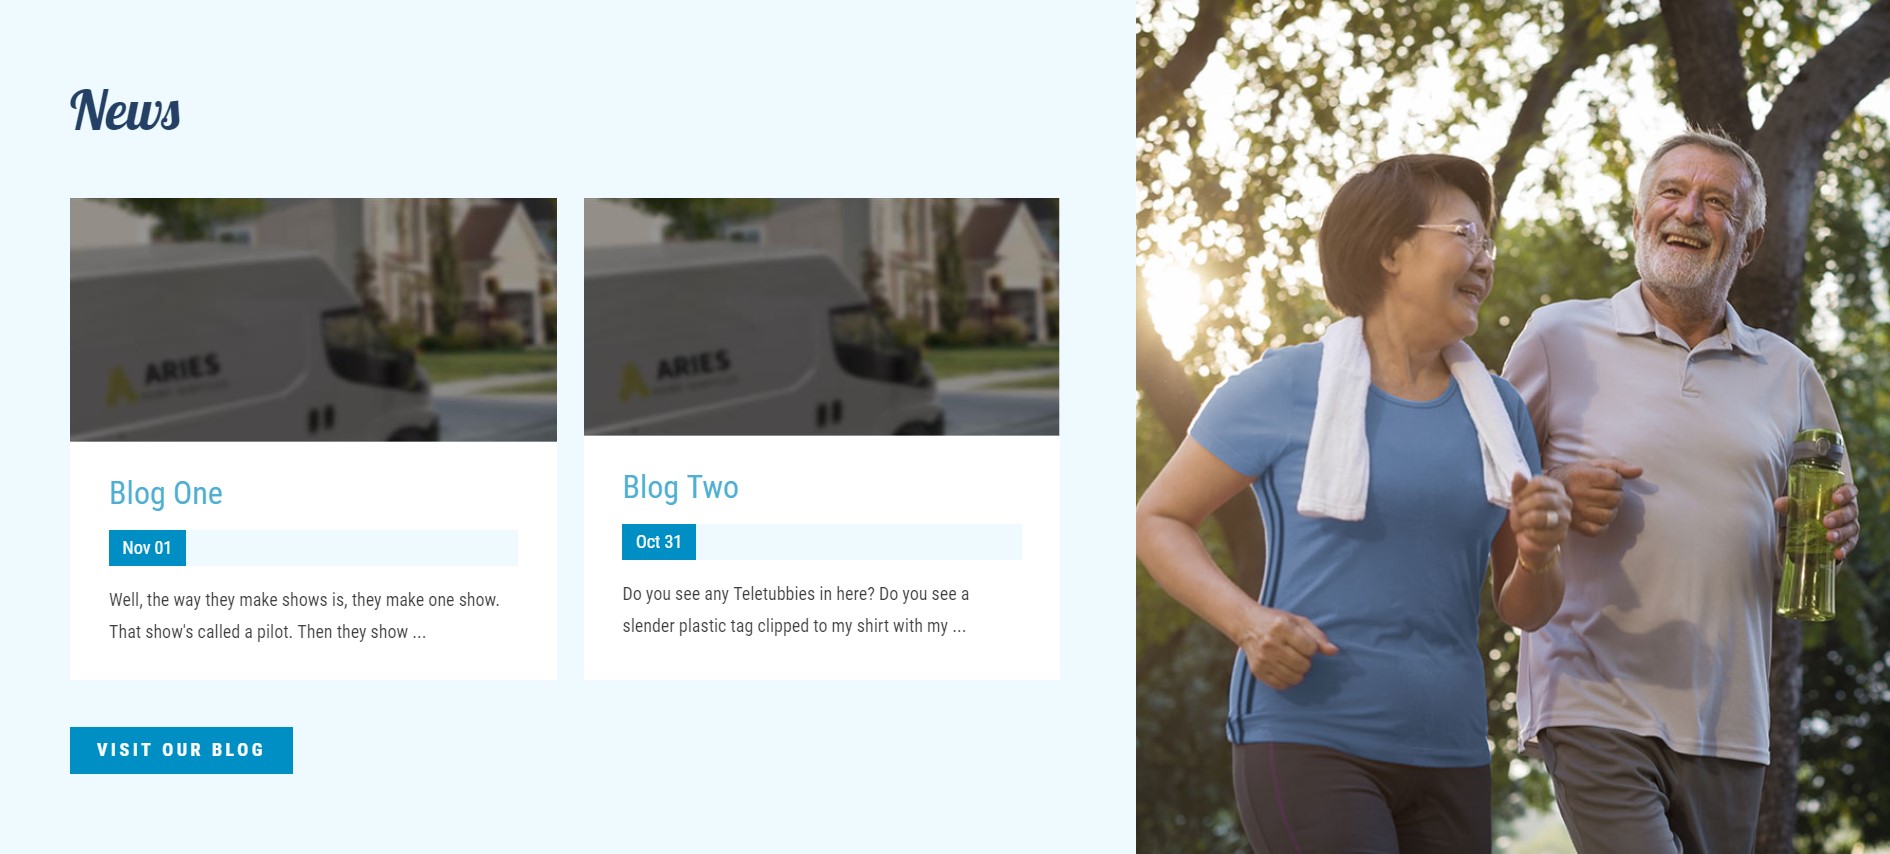 News
ARIES
ARIES
Blog One
Nov 01
Well, the way they make shows is, they make one show.
That show's called a pilot. Then they show ...
Blog Two
Oct 31
Do you see any Teletubbies in here? Do you see a
slender plastic tag clipped to my shirt with my ...
VISIT OUR BLOG